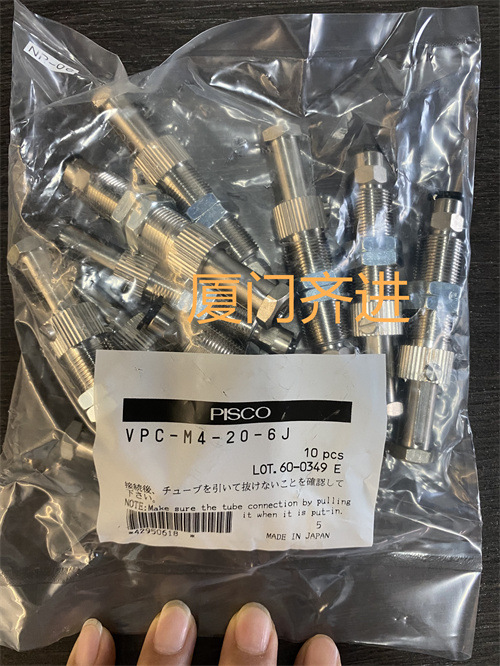 NP-00
厦门齐进
PISCO
VPC-M4-20-6J
10 pcs
LOT.60-0349 E
接続後、チューブを引いて抜けないことを確認して
下さい。
NOTE:Make sure the tube connection by pulling
it when it is put-in.
*4Z950618*
5
MADE IN JAPAN